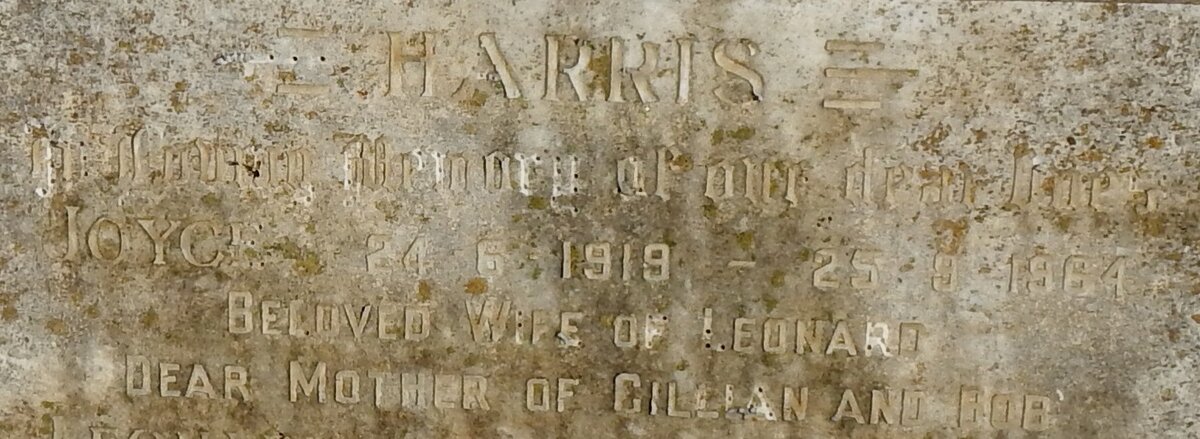 HARRIS
In Loving Memory of our dear ones
JOYCE 24 6 1919 - 25 9 1964
BELOVED WIFE OF LEONARD
DEAR MOTHER OF GILLIAN AND BOB